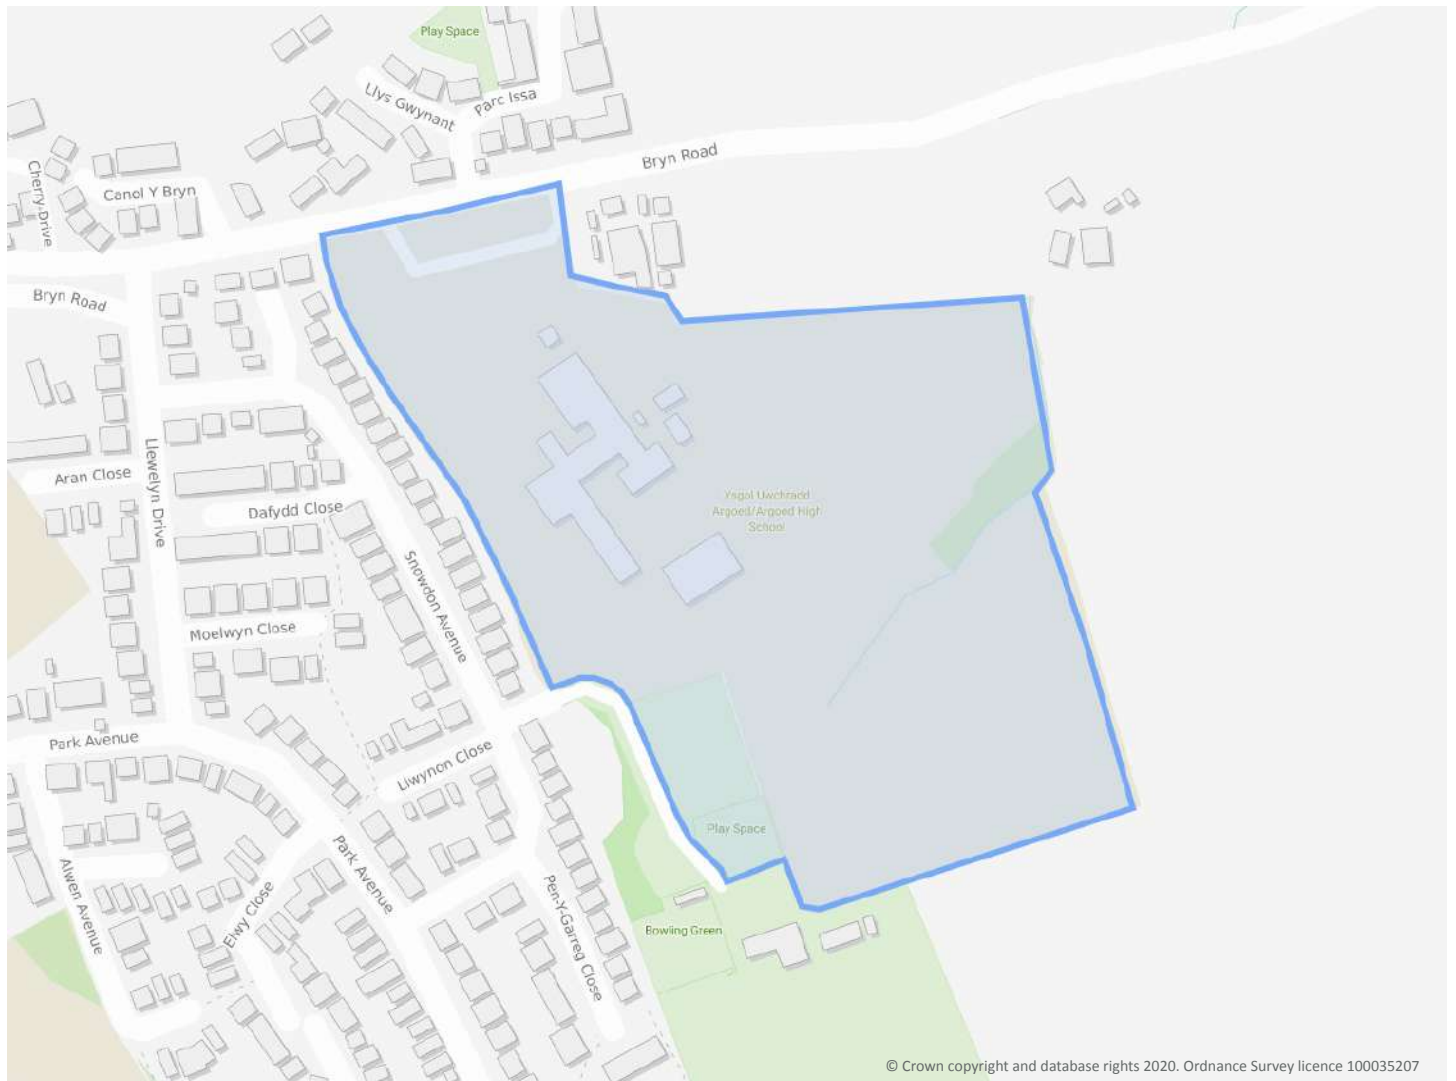 Play Space
Llys Gwynant
Parc Issa
Bryn Road
Cherry Drive
Canol Y Bryn
Bryn Road
Aran Close
Llewelyn Drive
Dafydd Close
Ysgol Uwchradd
Argoed/Argoed High
School
Snowdon Avenue
Moelwyn Close
Park Avenue
Llwynon Close
Play Space
Park Avenue
Alwen Avenue
Elwy Close
Pen-Y-Garreg Close
Bowling Green
© Crown copyright and database rights 2020. Ordnance Survey licence 100035207